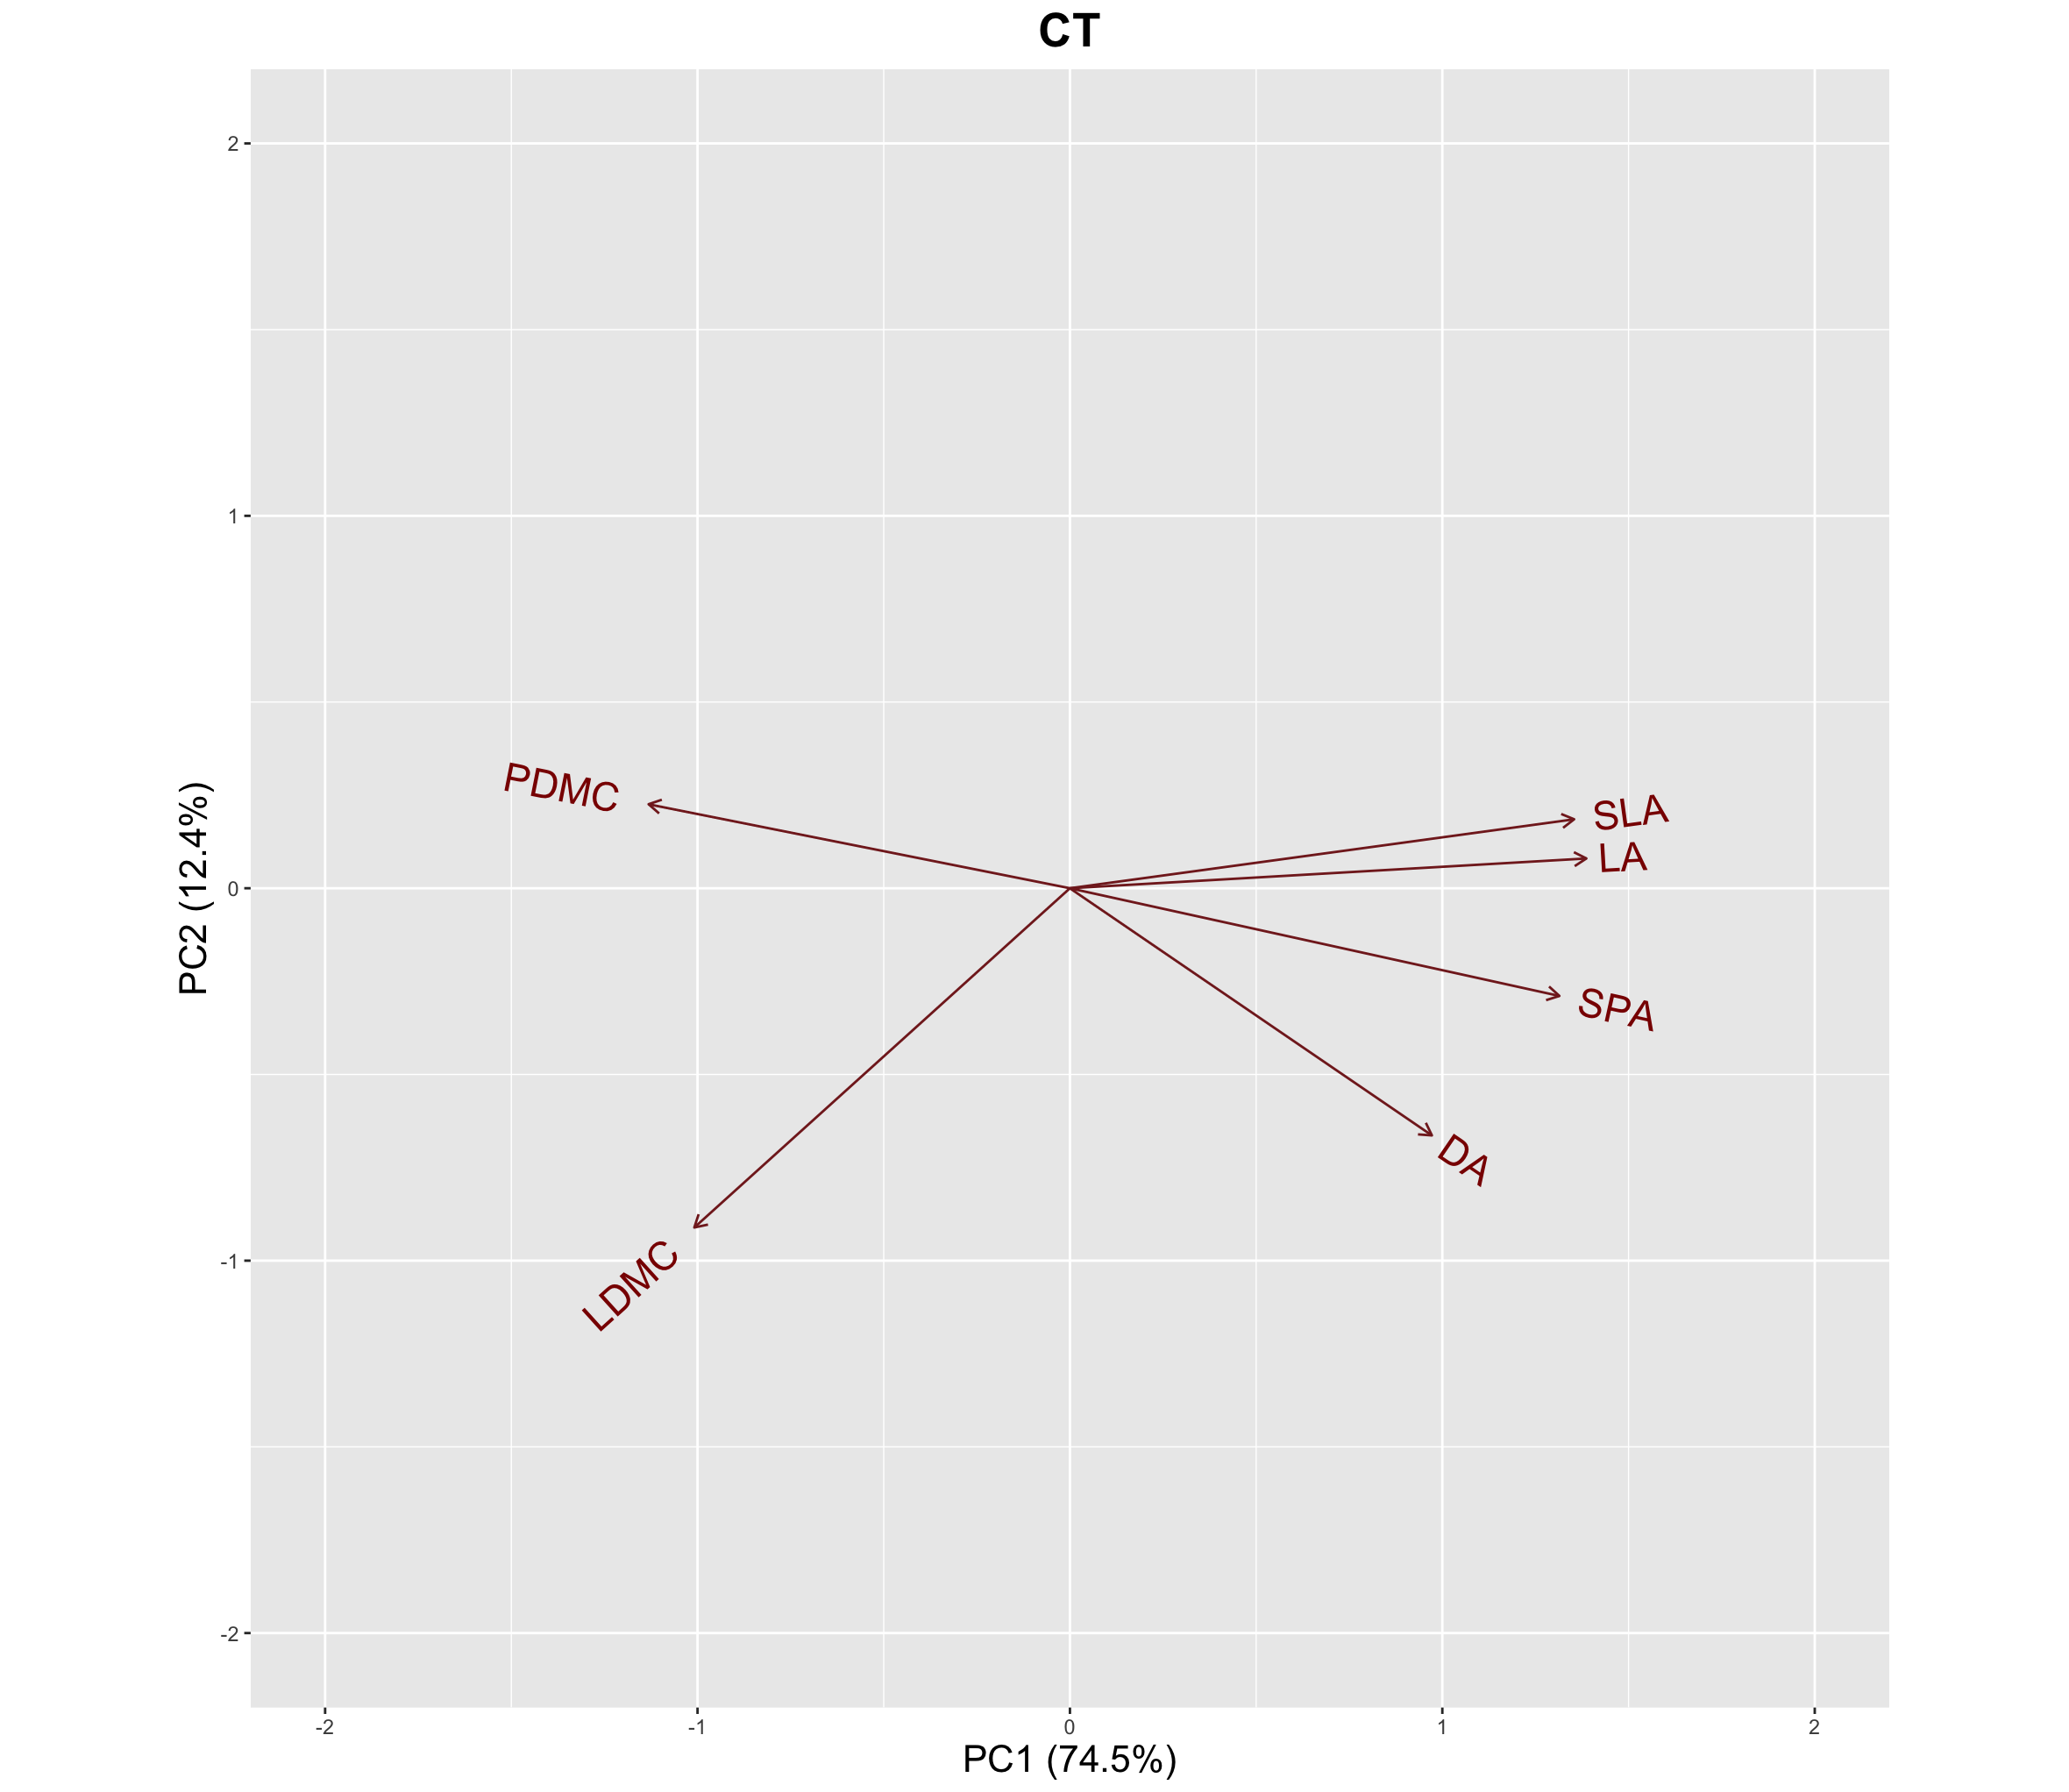 CT
2
1
0
-1
-2
PC2 (12.4%)
PDMC
SLA
LA
SPA
DA
LDMC
-2
-1
0
1
2
PC1 (74.5%)